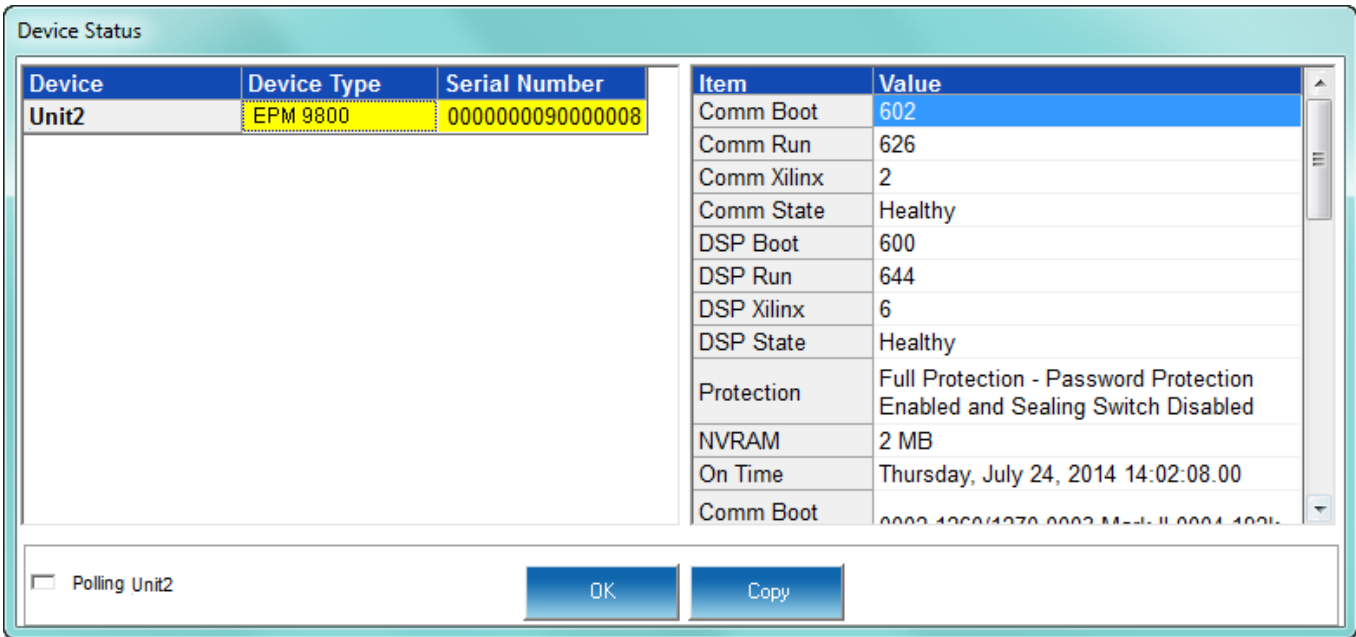 Device Status
Device Device Type Serial Number
Unit2 EPM 9800 0000000090000008
Item Value
Comm Boot 602
Comm Run 626
Comm Xilinx 2
Comm State Healthy
DSP Boot 600
DSP Run 644
DSP Xilinx 6
DSP State Healthy
Protection Full Protection - Password Protection
Enabled and Sealing Switch Disabled
NVRAM 2 MB
On Time Thursday, July 24, 2014 14:02:08.00
Comm Boot
Polling Unit2
OK Copy